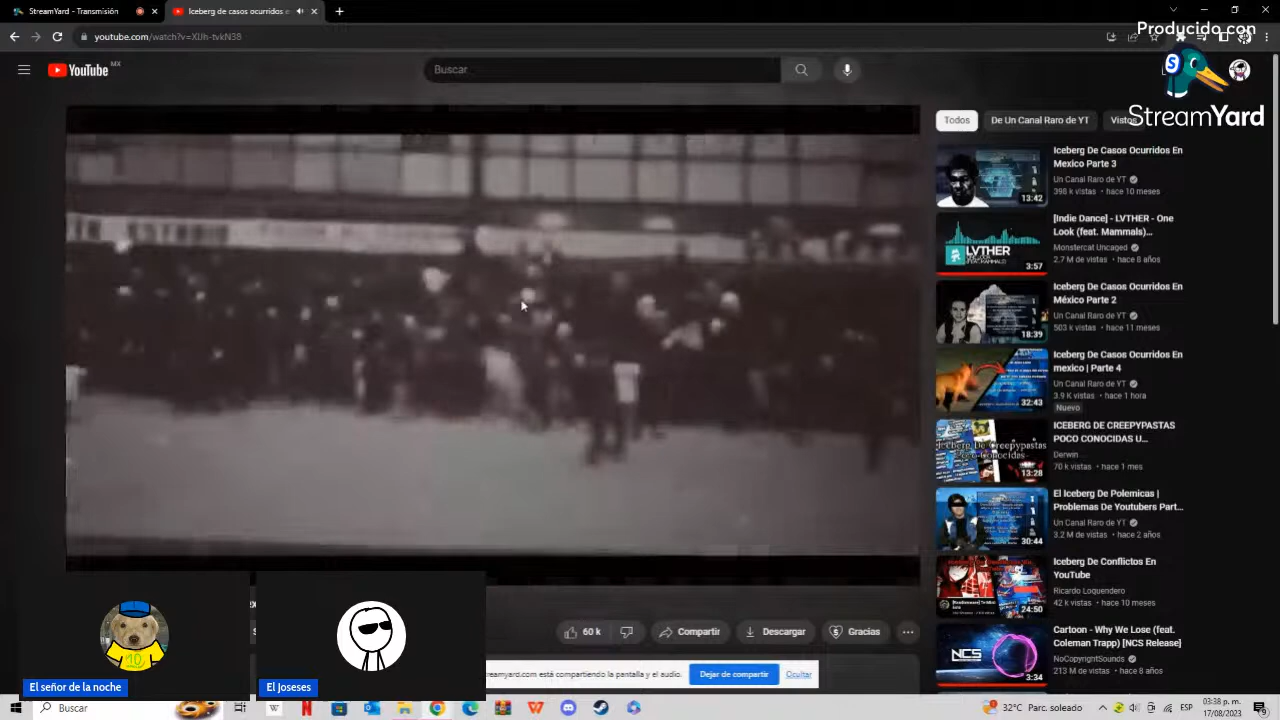 StreamYard - Transmisión
Iceberg de casos ocurridos e
youtube.com/watch?v=XIJh-tvkN38
Producido con
StreamYard
YouTube MX
Buscar
Todos
De Un Canal Raro de YT
Vistos
Iceberg De Casos Ocurridos En
Mexico Parte 3
Un Canal Raro de YT
398 k vistas • hace 10 meses
13:42
[Indie Dance] - LVTHER - One
Look (feat. Mammals)...
Monstercat Uncaged
2.7 M de vistas • hace 8 años
LVTHER
3:57
Iceberg De Casos Ocurridos En
México Parte 2
Un Canal Raro de YT
503 k vistas • hace 11 meses
18:39
Iceberg De Casos Ocurridos En
mexico | Parte 4
Un Canal Raro de YT
3.9 K vistas • hace 1 hora
Nuevo
32:43
ICEBERG DE CREEPYPASTAS
POCO CONOCIDAS U...
Derwin
70 k vistas • hace 1 mes
Iceberg De Creepypastas
Poco Conocidas
13:28
El Iceberg De Polemicas |
Problemas De Youtubers Part...
Un Canal Raro de YT
3.2 M de vistas • hace 2 años
30:44
Iceberg De Conflictos En
YouTube
Ricardo Loquendero
42 k vistas • hace 10 meses
24:50
Cartoon - Why We Lose (feat.
Coleman Trapp) [NCS Release]
NoCopyrightSounds
213 M de vistas • hace 8 años
NCS
3:34
60 k
Compartir
Descargar
Gracias
10
El señor de la noche
El Joseses
eamyard.com está compartiendo la pantalla y el audio.
Dejar de compartir
Ocultar
Buscar
32°C Parc. soleado
ESP
03:38 p. m.
17/08/2023